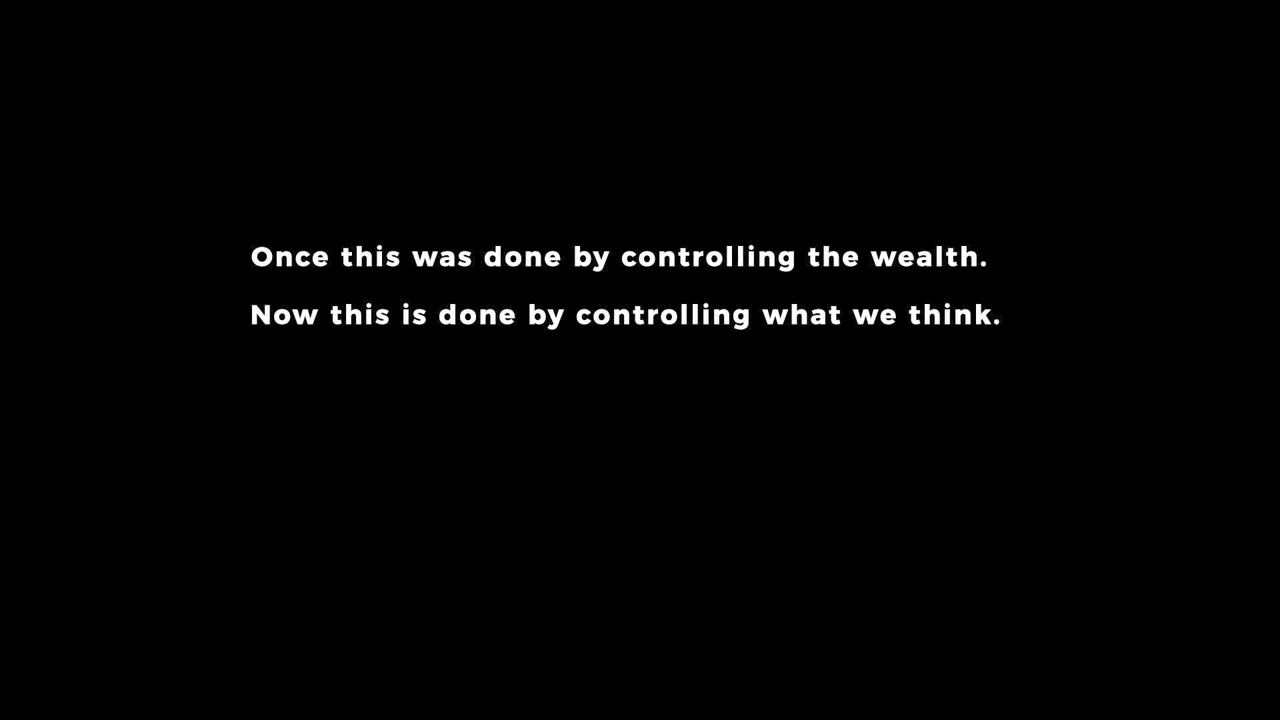 Once this was done by controlling the wealth.
Now this is done by controlling what we think.